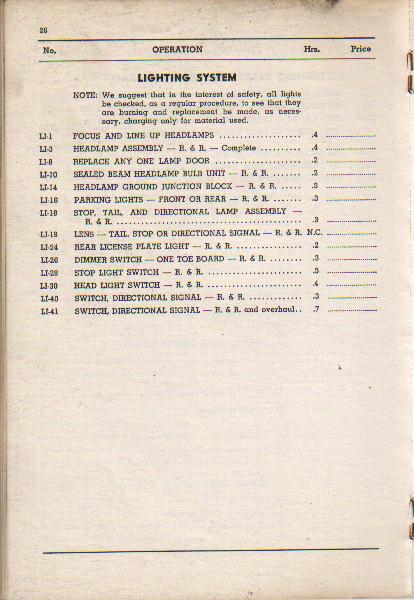 26
No. OPERATION Hrs. Price
LIGHTING SYSTEM
NOTE: We suggest that in the interest of safety, all lights
be checked, as a regular procedure, to see that they
are burning and replacement be made, as neces-
sary, charging only for material used.
LI-1 FOCUS AND LINE UP HEADLAMPS .................... .4
LI-3 HEADLAMP ASSEMBLY — R. & R. — Complete .......... .4
LI-8 REPLACE ANY ONE LAMP DOOR ..................... .2
LI-10 SEALED BEAM HEADLAMP BULB UNIT — R. & R. ....... .2
LI-14 HEADLAMP GROUND JUNCTION BLOCK — R. & R. ..... .3
LI-16 PARKING LIGHTS — FRONT OR REAR — R. & R. ....... .3
LI-18 STOP, TAIL, AND DIRECTIONAL LAMP ASSEMBLY —
R. & R. ............................................. .3
LI-19 LENS — TAIL, STOP OR DIRECTIONAL SIGNAL — R. & R. N.C.
LI-24 REAR LICENSE PLATE LIGHT — R. & R. ................ .2
LI-26 DIMMER SWITCH — ONE TOE BOARD — R. & R. ........ .3
LI-28 STOP LIGHT SWITCH — R. & R. ....................... .3
LI-30 HEAD LIGHT SWITCH — R. & R. ....................... .4
LI-40 SWITCH, DIRECTIONAL SIGNAL — R. & R. ............. .3
LI-41 SWITCH, DIRECTIONAL SIGNAL — R. & R. and overhaul.. .7